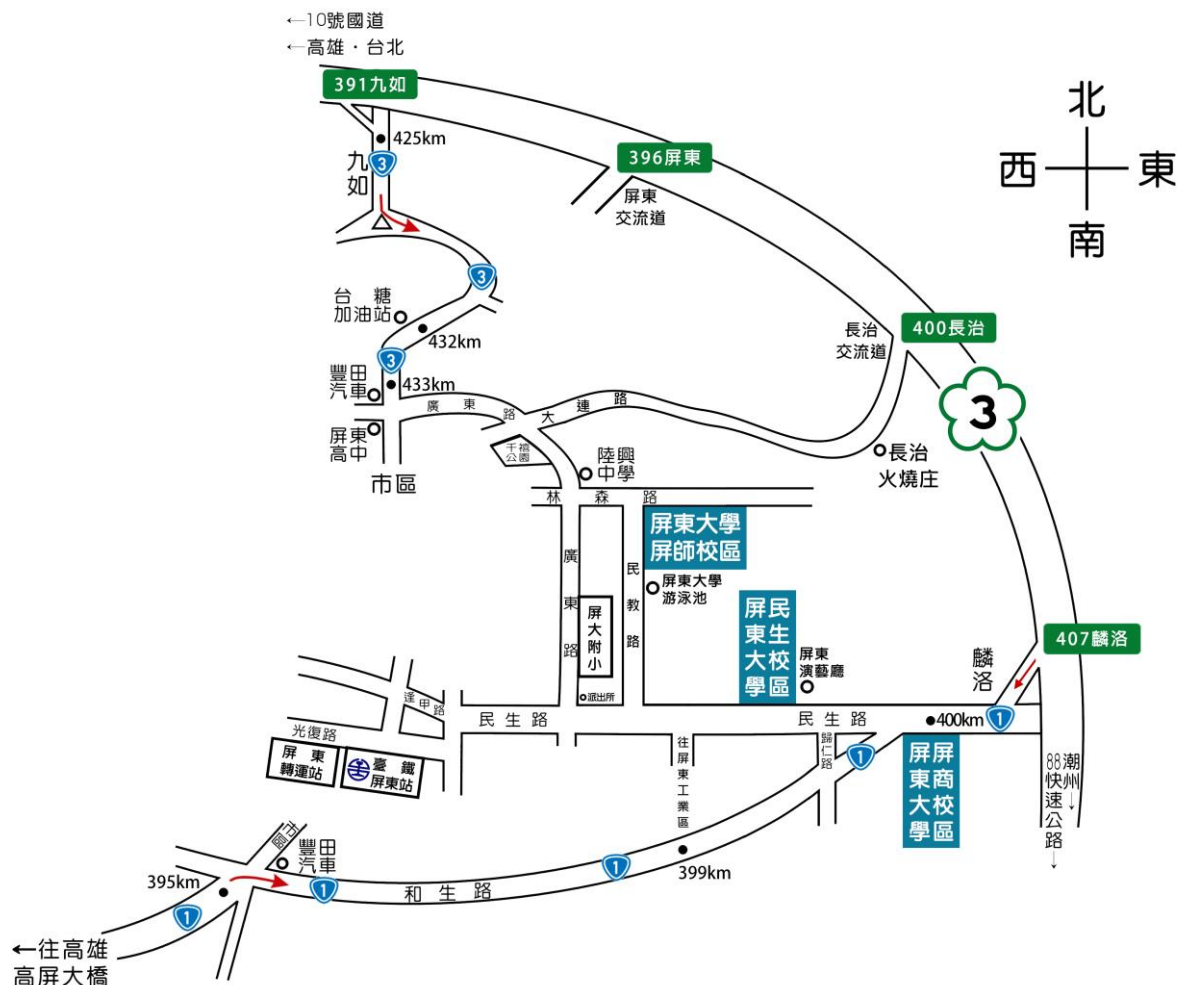 ←10號國道
←高雄・台北
391九如
425km
九如
3
396屏東
屏東
交流道
北
西
東
南
3
台糖
加油站
432km
3
433km
豐田
汽車
屏東
高中
市區
廣東路
大連路
千禧
公園
長治
交流道
400長治
3
長治
火燒庄
陸興
中學
林森路
屏東大學
屏師校區
廣東路
民教路
屏東大學
游泳池
屏大附小
派出所
屏東大學
民生校區
屏東
演藝廳
麟洛
407麟洛
逢甲路
民生路
民生路
400km
1
光復路
屏東
轉運站
臺鐵
屏東站
往屏東工業區
歸仁路
1
屏東大學
屏商校區
潮州↓
88快速公路↓
市區
豐田
汽車
395km
1
1
和生路
1
399km
←往高雄
高屏大橋